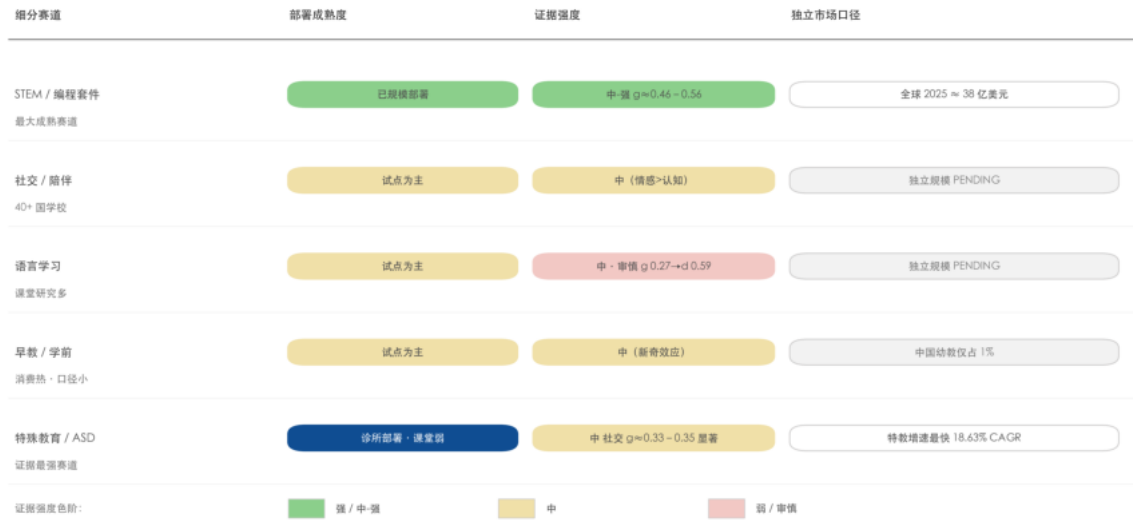 细分赛道 部署成熟度 证据强度 独立市场口径
STEM / 编程套件 已规模部署 中-强 g≈0.46 – 0.56 全球 2025 ≈ 38 亿美元
最大成熟赛道
社交 / 陪伴 试点为主 中（情感>认知） 独立规模 PENDING
40+ 国学校
语言学习 试点为主 中 · 审慎 g 0.27→d 0.59 独立规模 PENDING
课堂研究多
早教 / 学前 试点为主 中（新奇效应） 中国幼教仅占 1%
消费热 · 口径小
特殊教育 / ASD 诊所部署 · 课堂弱 中 社交 g≈0.33 – 0.35 显著 特教增速最快 18.63% CAGR
证据最强赛道
证据强度色阶: 强 / 中-强 中 弱 / 审慎